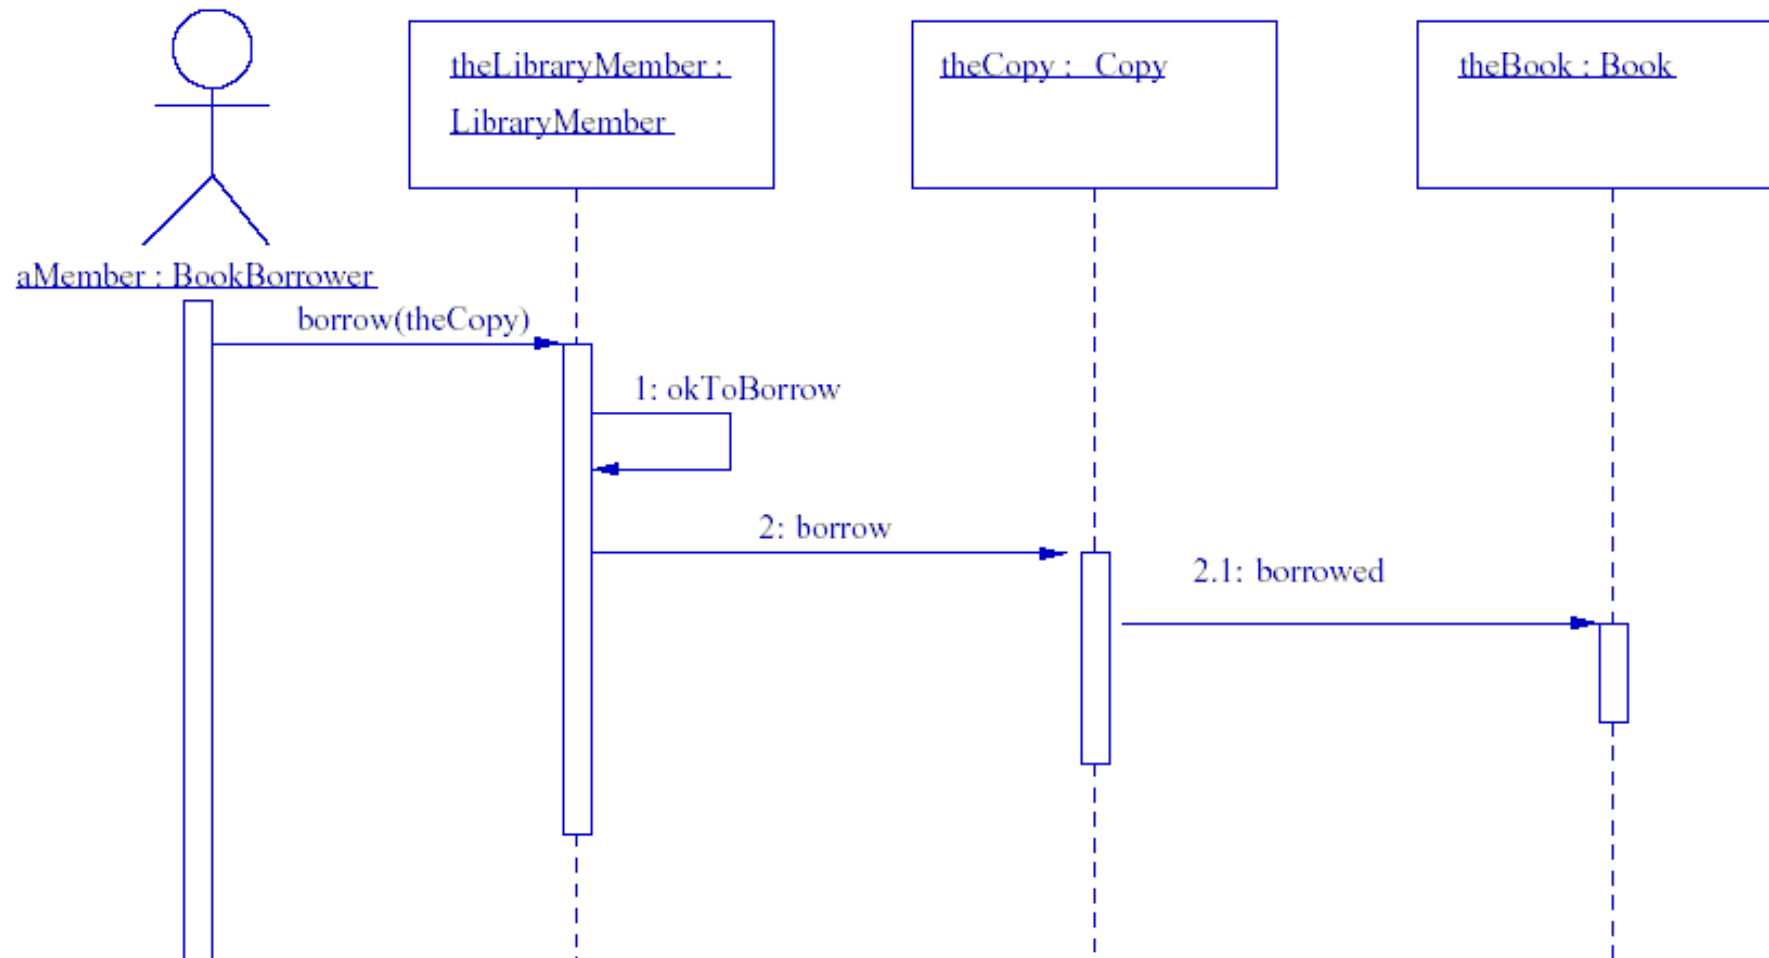 theLibraryMember :
LibraryMember
theCopy :  Copy
theBook : Book
aMember : BookBorrower
borrow(theCopy)
1: okToBorrow
2: borrow
2.1: borrowed